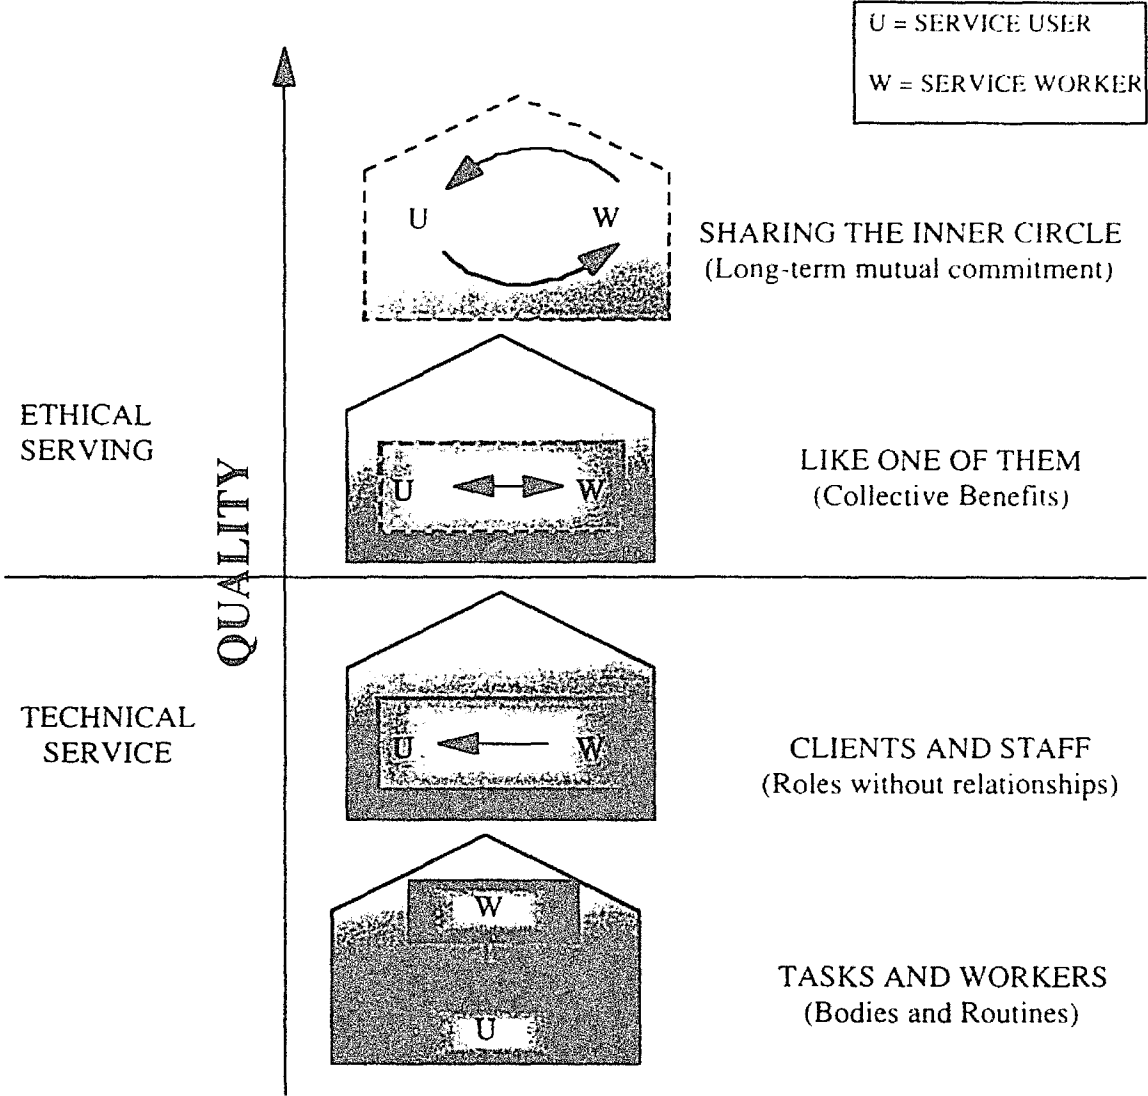 U = SERVICE USER
W = SERVICE WORKER
U
W
SHARING THE INNER CIRCLE
(Long-term mutual commitment)
ETHICAL
SERVING
U
W
LIKE ONE OF THEM
(Collective Benefits)
QUALITY
TECHNICAL
SERVICE
U
W
CLIENTS AND STAFF
(Roles without relationships)
W
U
TASKS AND WORKERS
(Bodies and Routines)